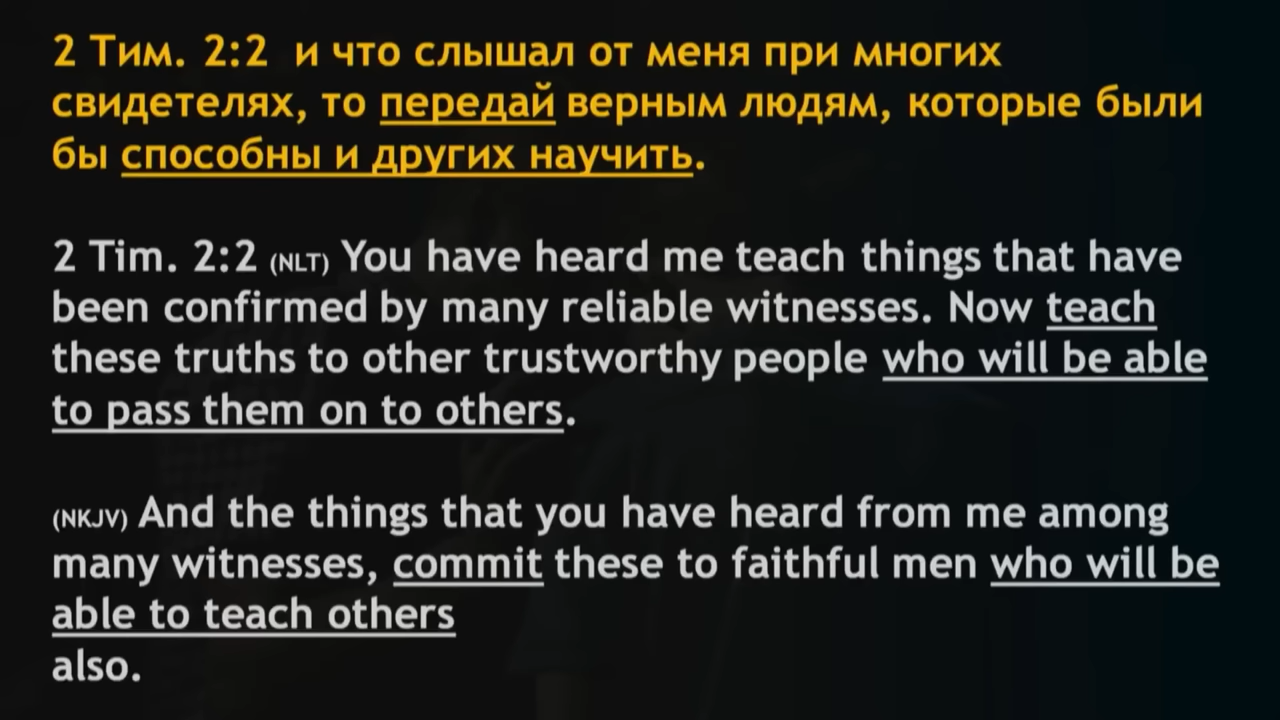 2 Тим. 2:2 и что слышал от меня при многих
свидетелях, то передай верным людям, которые были
бы способны и других научить.
2 Tim. 2:2 (NLT) You have heard me teach things that have
been confirmed by many reliable witnesses. Now teach
these truths to other trustworthy people who will be able
to pass them on to others.
(NKJV) And the things that you have heard from me among
many witnesses, commit these to faithful men who will be
able to teach others
also.